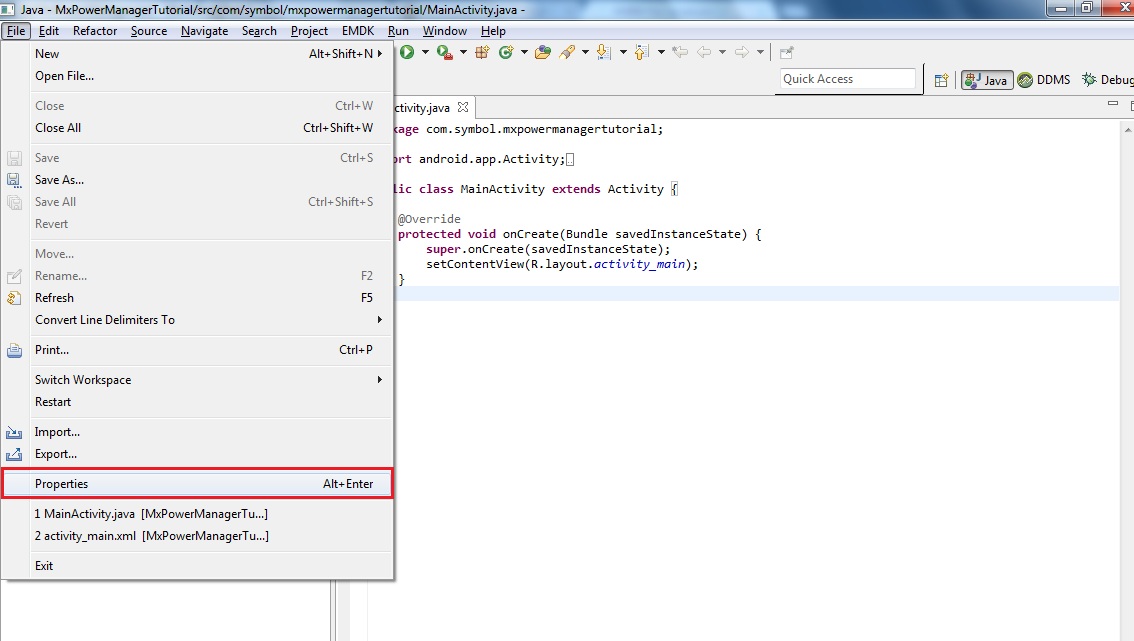 Java - MxPowerManagerTutorial/src/com/symbol/mxpowermanagertutorial/MainActivity.java -
File Edit Refactor Source Navigate Search Project EMDK Run Window Help
New Alt+Shift+N
Open File...
Close Ctrl+W
Close All Ctrl+Shift+W
Save Ctrl+S
Save As...
Save All Ctrl+Shift+S
Revert
Move...
Rename... F2
Refresh F5
Convert Line Delimiters To
Print... Ctrl+P
Switch Workspace
Restart
Import...
Export...
Properties Alt+Enter
1 MainActivity.java [MxPowerManagerTu...]
2 activity_main.xml [MxPowerManagerTu...]
Exit
Quick Access
Java DDMS Debug
ctivity.java
kage com.symbol.mxpowermanagertutorial;
ort android.app.Activity;
lic class MainActivity extends Activity {
@Override
protected void onCreate(Bundle savedInstanceState) {
super.onCreate(savedInstanceState);
setContentView(R.layout.activity_main);
}